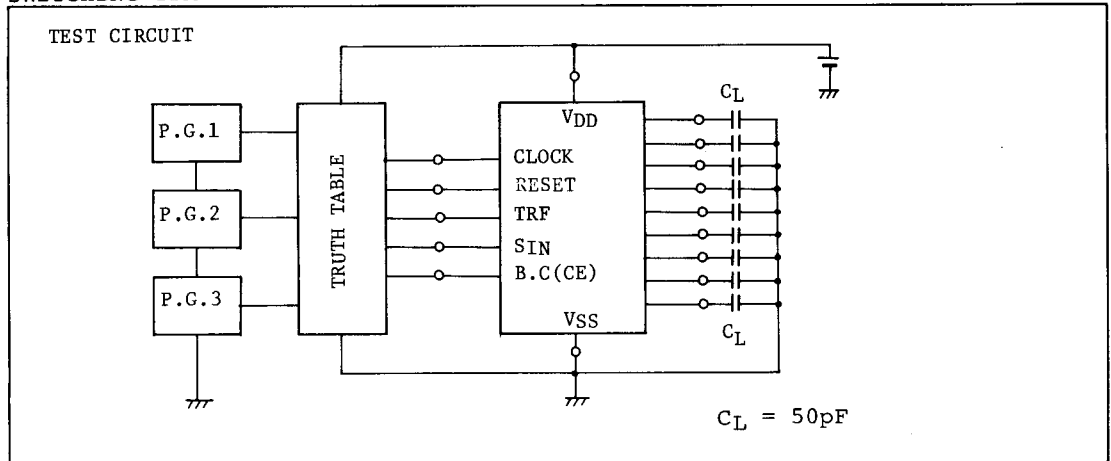 TEST CIRCUIT
P.G.1
P.G.2
P.G.3
TRUTH TABLE
VDD
CLOCK
RESET
TRF
SIN
B.C(CE)
VSS
CL
CL
CL = 50pF